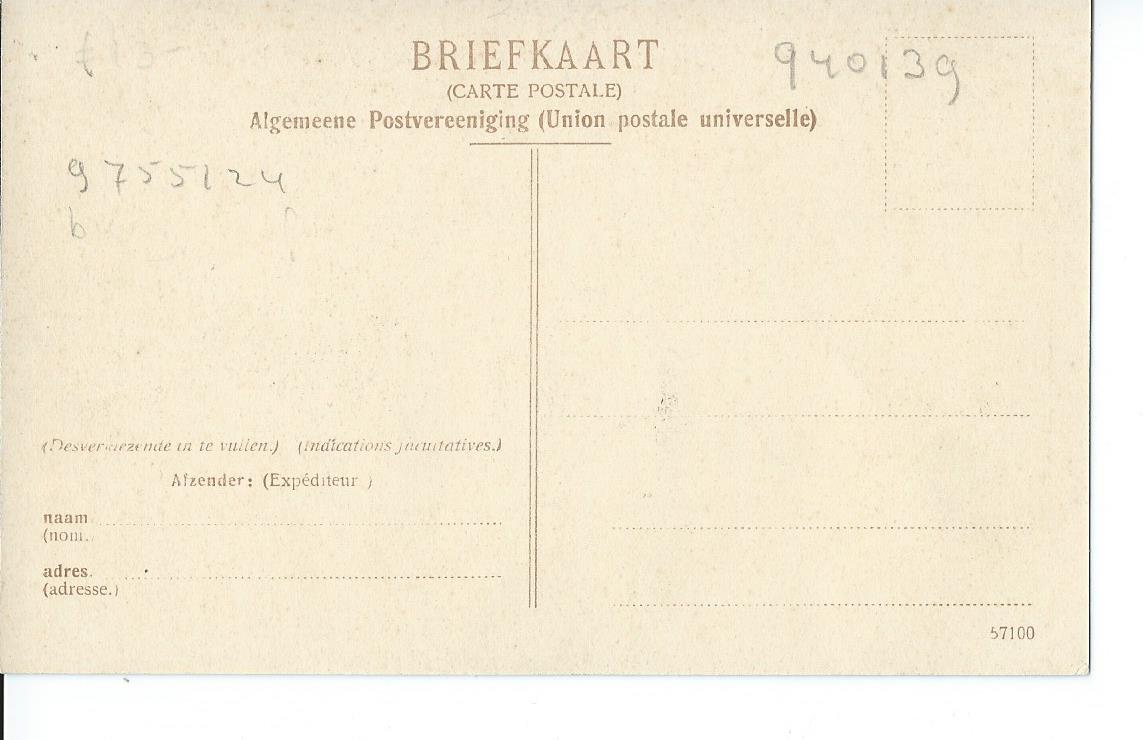 BRIEFKAART
940139
(CARTE POSTALE)
Algemeene Postvereeniging (Union postale universelle)
9755124
(Desverkiezende in te vullen.) (Indications facultatives.)
Afzender: (Expéditeur )
naam
(nom.
adres.
(adresse.)
57100